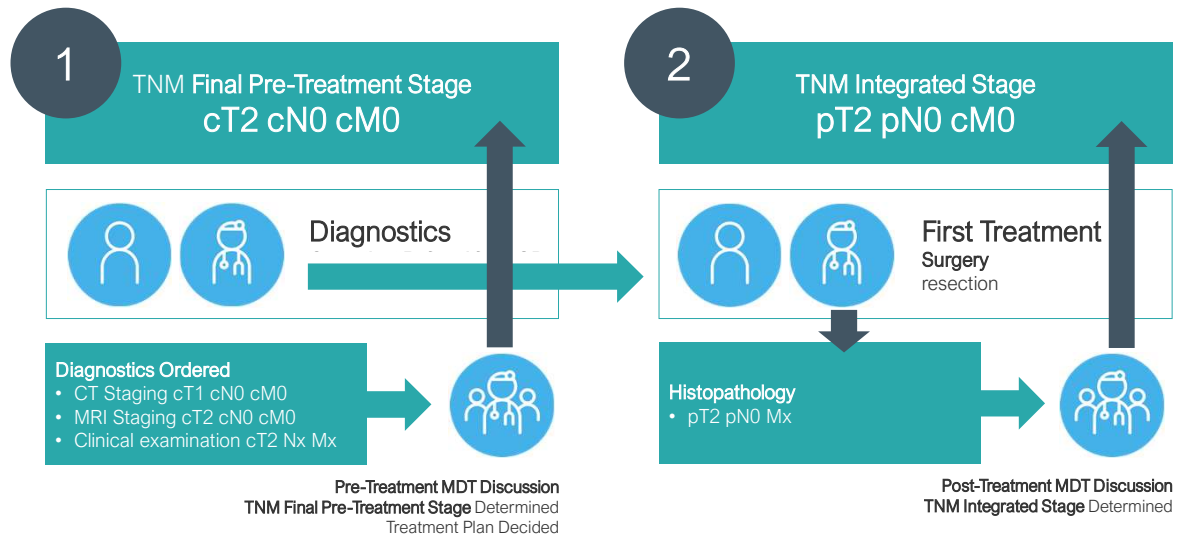 1
TNM Final Pre-Treatment Stage
cT2 cN0 cM0
Diagnostics
Diagnostics Ordered
• CT Staging cT1 cN0 cM0
• MRI Staging cT2 cN0 cM0
• Clinical examination cT2 Nx Mx
Pre-Treatment MDT Discussion
TNM Final Pre-Treatment Stage Determined
Treatment Plan Decided
2
TNM Integrated Stage
pT2 pN0 cM0
First Treatment
Surgery
resection
Histopathology
• pT2 pN0 Mx
Post-Treatment MDT Discussion
TNM Integrated Stage Determined